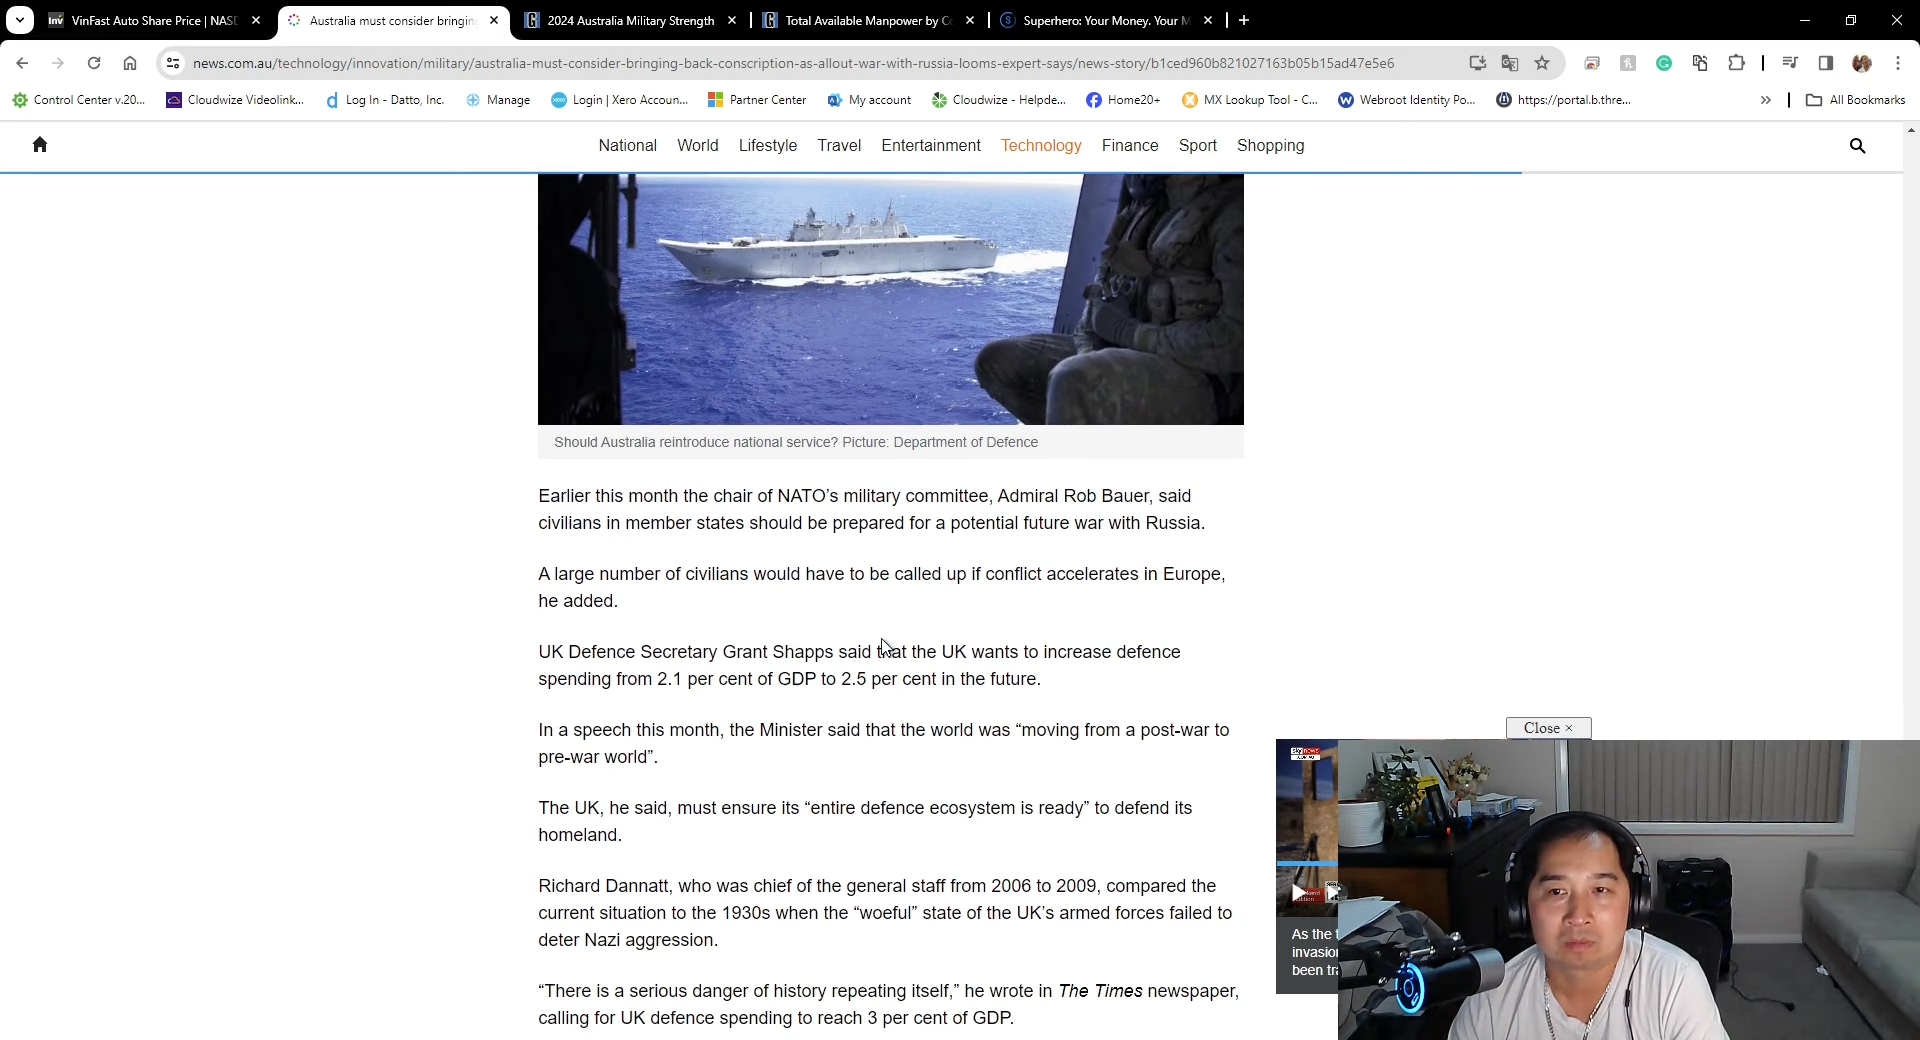 VinFast Auto Share Price | NASD
Australia must consider bringing
2024 Australia Military Strength
Total Available Manpower by Co
Superhero: Your Money. Your M
news.com.au/technology/innovation/military/australia-must-consider-bringing-back-conscription-as-allout-war-with-russia-looms-expert-says/news-story/b1ced960b821027163b05b15ad47e5e6
Control Center v.20... Cloudwize Videolink... Log In - Datto, Inc. Manage Login | Xero Accoun... Partner Center My account Cloudwize - Helpde... Home20+ MX Lookup Tool - C... Webroot Identity Po... https://portal.b.thre... » All Bookmarks
National World Lifestyle Travel Entertainment Technology Finance Sport Shopping
Should Australia reintroduce national service? Picture: Department of Defence
Earlier this month the chair of NATO’s military committee, Admiral Rob Bauer, said
civilians in member states should be prepared for a potential future war with Russia.
A large number of civilians would have to be called up if conflict accelerates in Europe,
he added.
UK Defence Secretary Grant Shapps said that the UK wants to increase defence
spending from 2.1 per cent of GDP to 2.5 per cent in the future.
In a speech this month, the Minister said that the world was “moving from a post-war to
pre-war world”.
The UK, he said, must ensure its “entire defence ecosystem is ready” to defend its
homeland.
Richard Dannatt, who was chief of the general staff from 2006 to 2009, compared the
current situation to the 1930s when the “woeful” state of the UK’s armed forces failed to
deter Nazi aggression.
“There is a serious danger of history repeating itself,” he wrote in The Times newspaper,
calling for UK defence spending to reach 3 per cent of GDP.
Close ×
sky news
As the
invasio
been tra